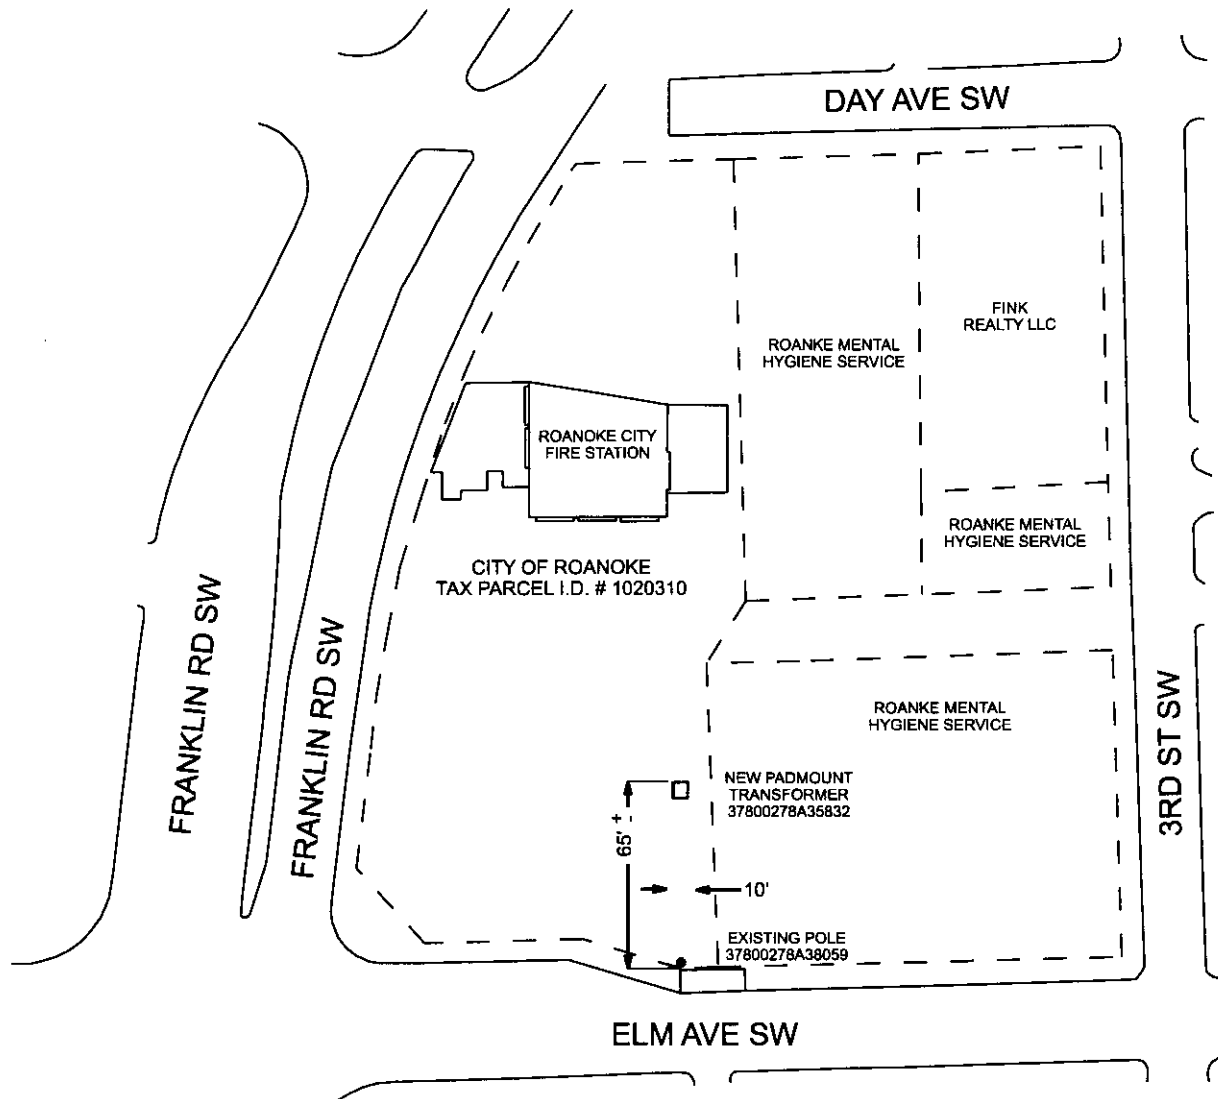 DAY AVE SW
FINK
REALTY LLC
ROANKE MENTAL
HYGIENE SERVICE
ROANOKE CITY
FIRE STATION
ROANKE MENTAL
HYGIENE SERVICE
CITY OF ROANOKE
TAX PARCEL I.D. # 1020310
FRANKLIN RD SW
FRANKLIN RD SW
ROANKE MENTAL
HYGIENE SERVICE
3RD ST SW
NEW PADMOUNT
TRANSFORMER
37800278A35832
65' +
10'
EXISTING POLE
37800278A38059
ELM AVE SW